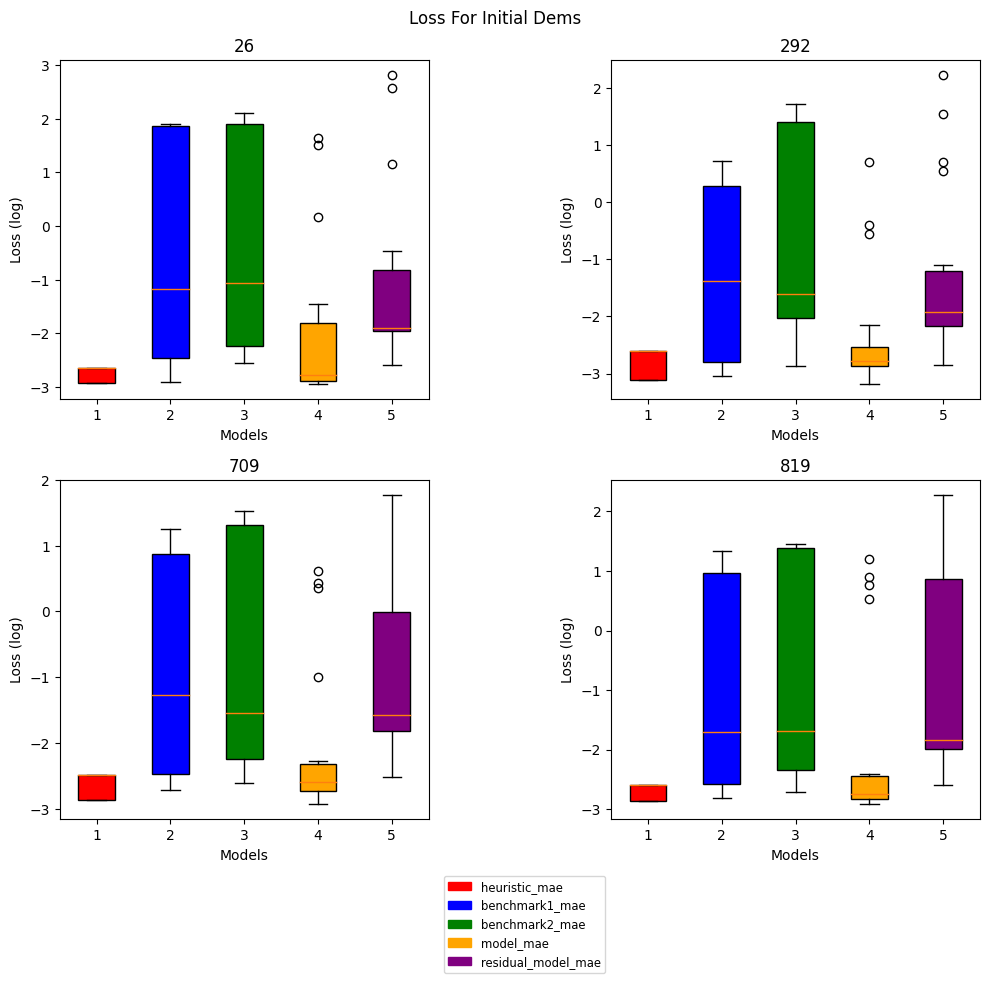 Loss For Initial Dems
26
3
2
1
0
−1
−2
−3
Loss (log)
1 2 3 4 5
Models
292
2
1
0
−1
−2
−3
Loss (log)
1 2 3 4 5
Models
709
2
1
0
−1
−2
−3
Loss (log)
1 2 3 4 5
Models
819
2
1
0
−1
−2
−3
Loss (log)
1 2 3 4 5
Models
heuristic_mae
benchmark1_mae
benchmark2_mae
model_mae
residual_model_mae